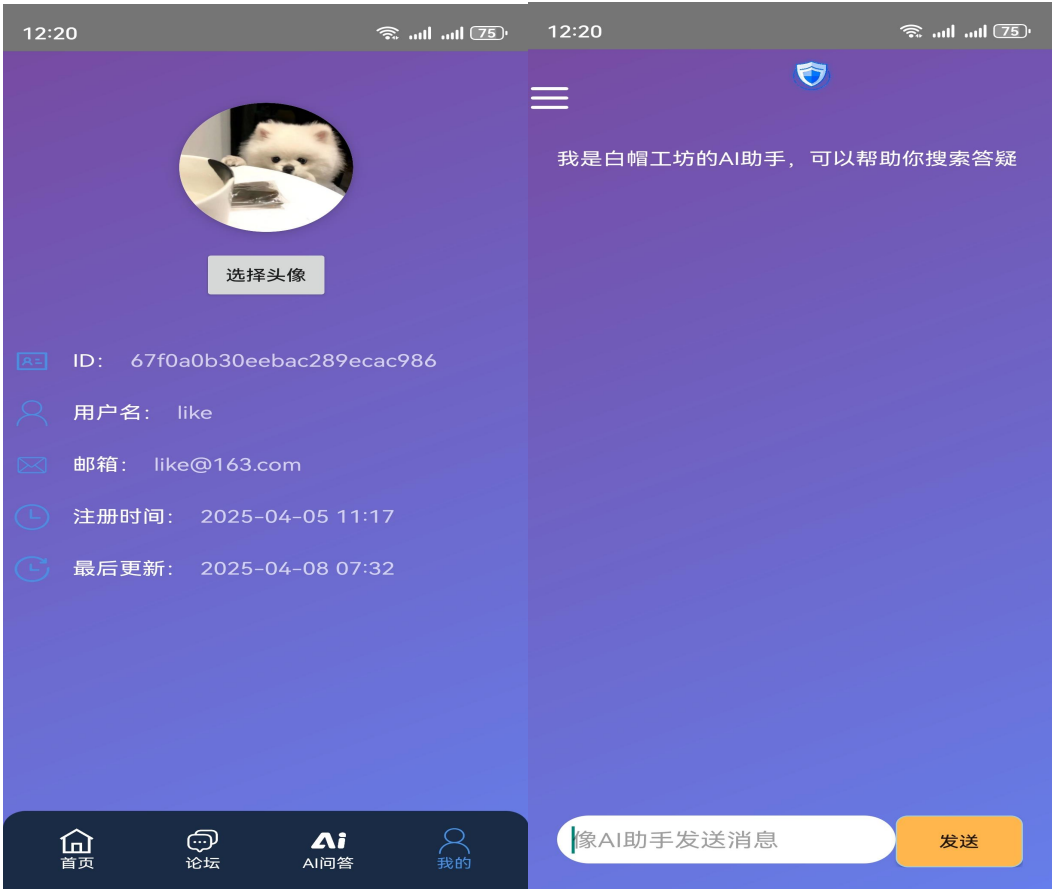 12:20
75
选择头像
ID: 67f0a0b30eebac289ecac986
用户名: like
邮箱: like@163.com
注册时间: 2025-04-05 11:17
最后更新: 2025-04-08 07:32
首页
论坛
Ai
AI问答
我的
12:20
75
我是白帽工坊的AI助手，可以帮助你搜索答疑
像AI助手发送消息
发送